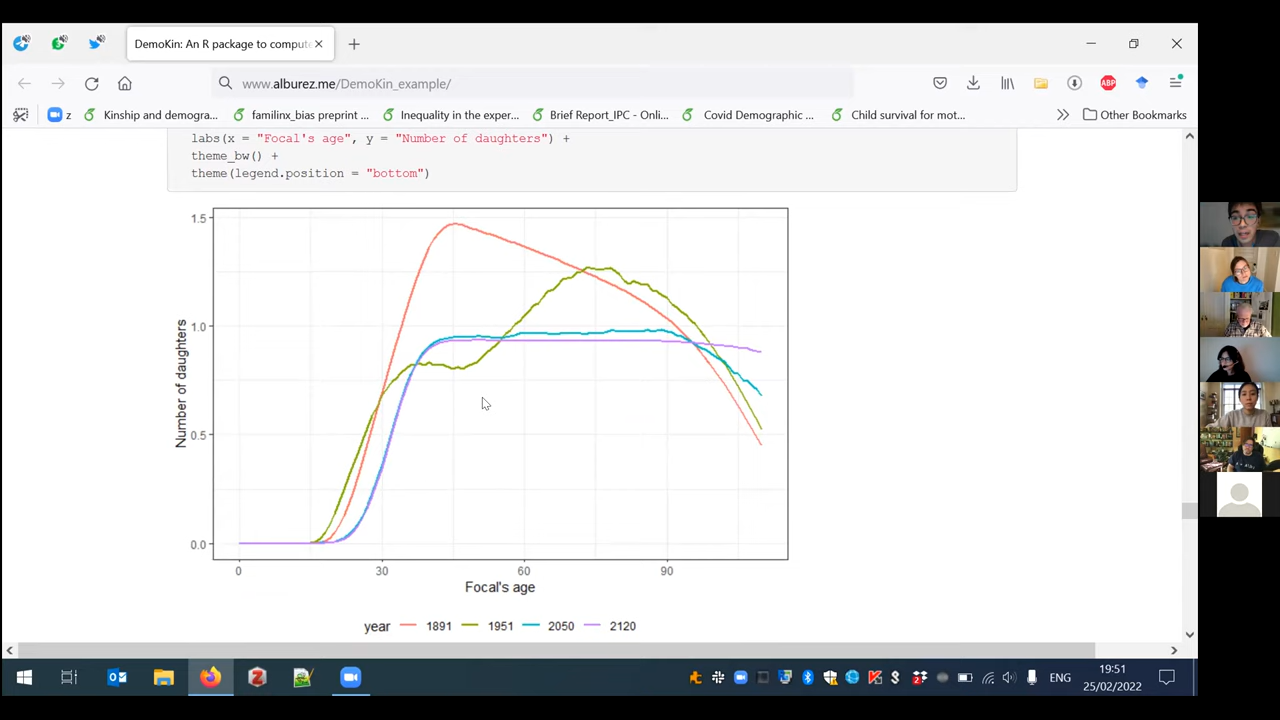 DemoKin: An R package to compute
www.alburez.me/DemoKin_example/
ABP
z
Kinship and demogra...
familinx_bias preprint ...
Inequality in the exper...
Brief Report_IPC - Onli...
Covid Demographic ...
Child survival for mot...
Other Bookmarks
labs(x = "Focal's age", y = "Number of daughters") +
theme_bw() +
theme(legend.position = "bottom")
1.5
1.0
0.5
0.0
Number of daughters
0 30 60 90
Focal's age
year 1891 1951 2050 2120
ENG
19:51
25/02/2022